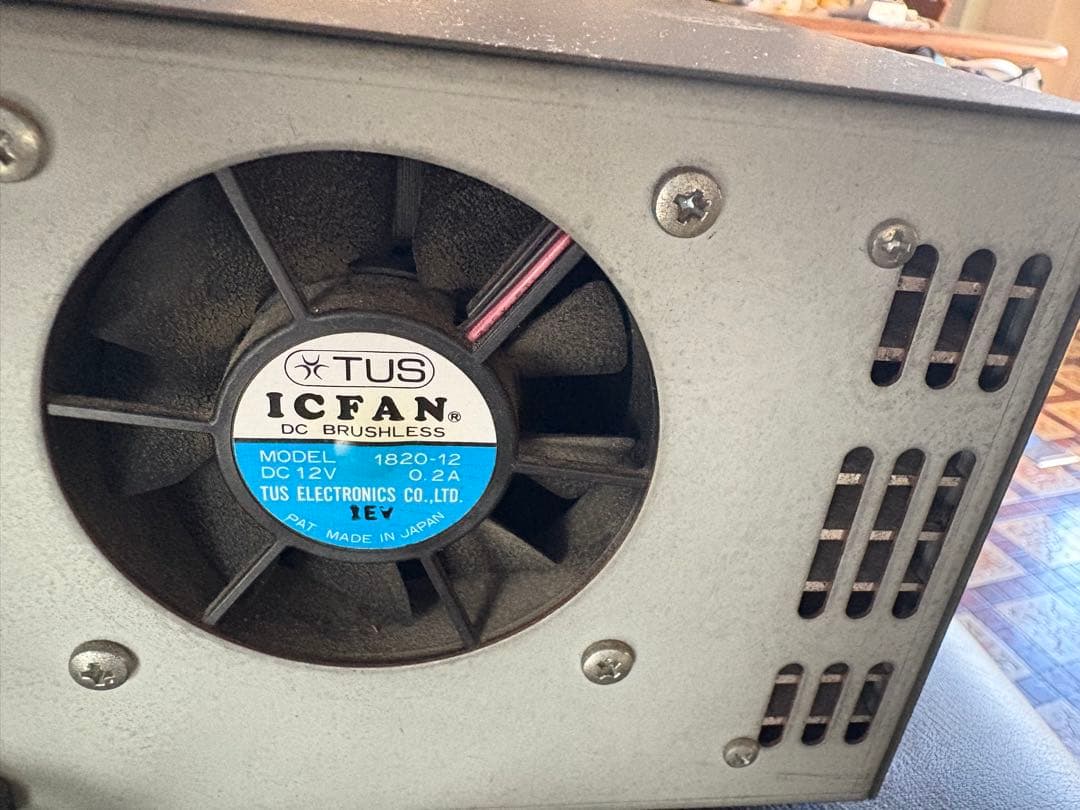 TUS
ICFAN®
DC BRUSHLESS
MODEL 1820-12
DC 12V 0.2A
TUS ELECTRONICS CO.,LTD.
PAT MADE IN JAPAN